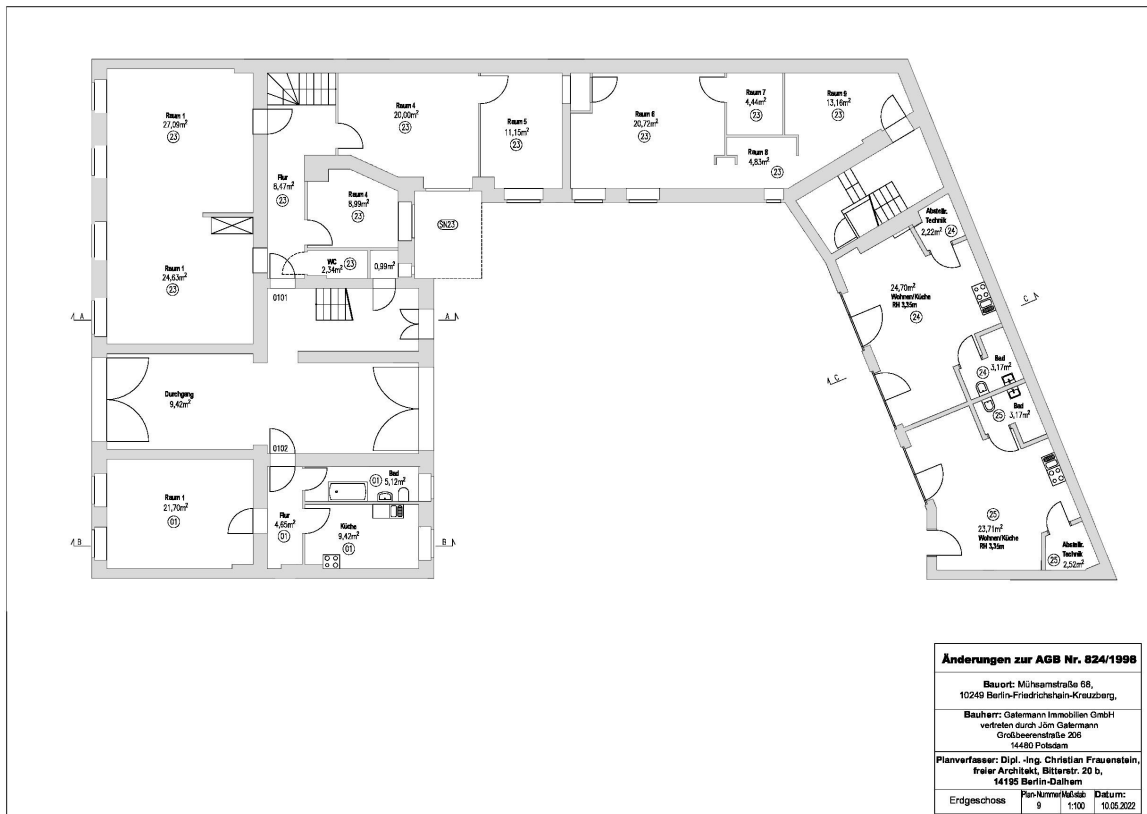 Raum 1
27,09m²
23
Raum 4
20,00m²
23
Raum 5
11,15m²
23
Raum 6
20,72m²
23
Raum 7
4,44m²
23
Raum 9
13,16m²
23
Raum 8
4,83m²
23
Flur
6,47m²
23
Raum 4
8,99m²
23
SN23
WC
2,34m²
23
0,99m²
Raum 1
24,63m²
23
0101
A
A
Abstellr.
Technik
2,22m²
24
24,70m²
Wohnen/Küche
RH 3,35m
24
C
C
Bad
3,17m²
24
Bad
3,17m²
25
Durchgang
9,42m²
0102
Raum 1
21,70m²
01
Flur
4,65m²
01
Bad
5,12m²
01
Küche
9,42m²
01
B
B
25
23,71m²
Wohnen/Küche
RH 3,35m
Abstellr.
Technik
2,52m²
25
Änderungen zur AGB Nr. 824/1998
Bauort: Mühsamstraße 68,
10249 Berlin-Friedrichshain-Kreuzberg,
Bauherr: Gatermann Immobilien GmbH
vertreten durch Jörn Gatermann
Großbeerenstraße 206
14480 Potsdam
Planverfasser: Dipl. -Ing. Christian Frauenstein,
freier Architekt, Bitterstr. 20 b,
14195 Berlin-Dalhem
Erdgeschoss
Plan-Nummer
9
Maßstab
1:100
Datum:
10.05.2022